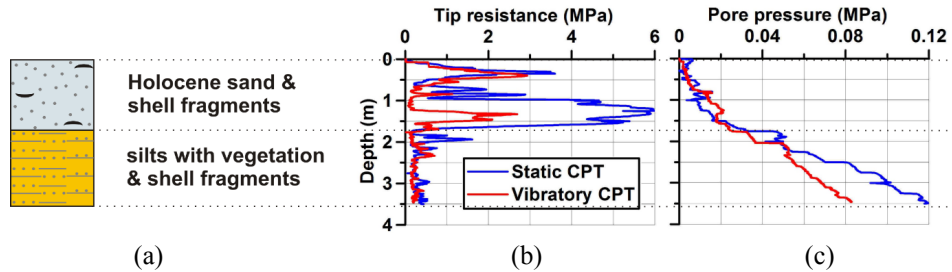 Tip resistance (MPa)
0 2 4 6
Pore pressure (MPa)
0 0.04 0.08 0.12
Holocene sand &
shell fragments
silts with vegetation
& shell fragments
Depth (m)
0
1
2
3
4
Static CPT
Vibratory CPT
(a)
(b)
(c)